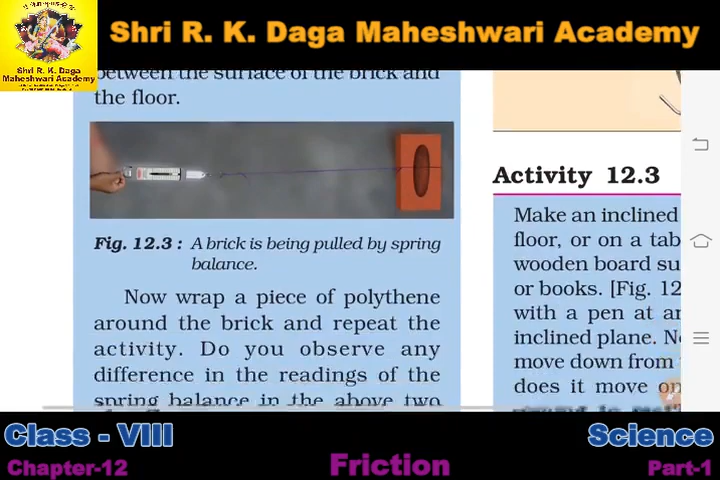 Shri R. K. Daga Maheshwari Academy
Shri R. K. Daga
Maheshwari Academy
between the surface of the brick and
the floor.
Fig. 12.3 : A brick is being pulled by spring
balance.
Now wrap a piece of polythene
around the brick and repeat the
activity. Do you observe any
difference in the readings of the
spring balance in the above two
Activity 12.3
Make an inclined
floor, or on a tab
wooden board su
or books. [Fig. 12
with a pen at an
inclined plane. N
move down from
does it move on
Class - VIII
Science
Chapter-12
Friction
Part-1